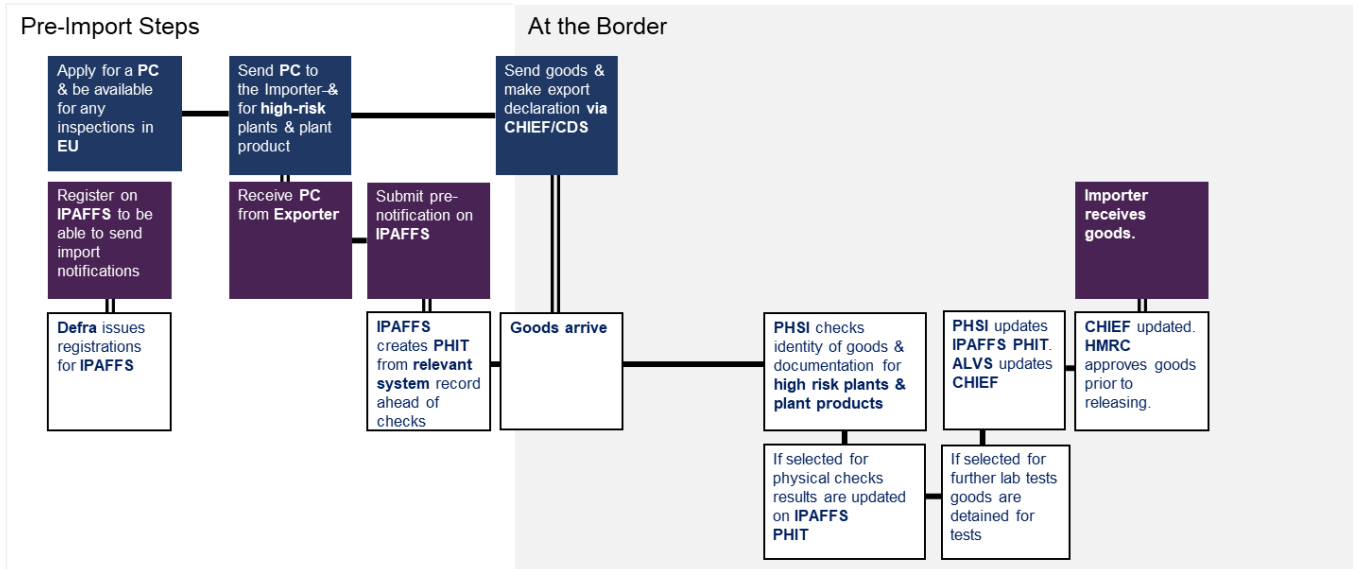 Pre-Import Steps
At the Border
Apply for a PC
& be available
for any
inspections in
EU
Send PC to
the Importer &
for high-risk
plants & plant
product
Send goods &
make export
declaration via
CHIEF/CDS
Register on
IPAFFS to be
able to send
import
notifications
Receive PC
from Exporter
Submit pre-
notification on
IPAFFS
Importer
receives
goods.
Defra issues
registrations
for IPAFFS
IPAFFS
creates PHIT
from relevant
system record
ahead of
checks
Goods arrive
PHSI checks
identity of goods &
documentation for
high risk plants &
plant products
PHSI updates
IPAFFS PHIT.
ALVS updates
CHIEF
CHIEF updated.
HMRC
approves goods
prior to
releasing.
If selected for
physical checks
results are updated
on IPAFFS
PHIT
If selected for
further lab tests
goods are
detained for
tests